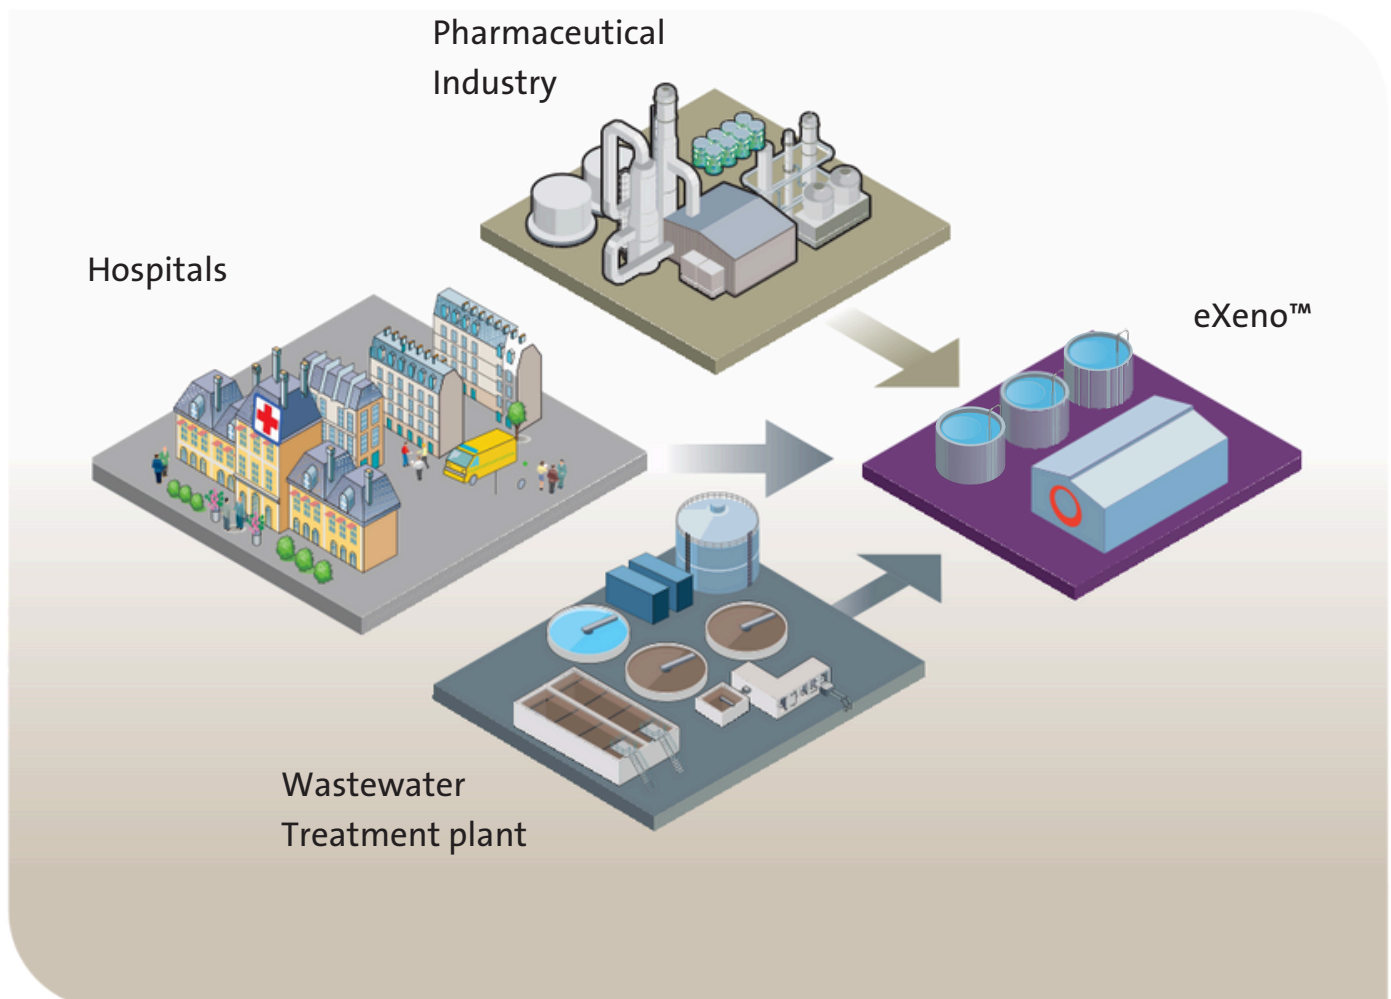 Pharmaceutical
Industry
Hospitals
eXeno™
Wastewater
Treatment plant